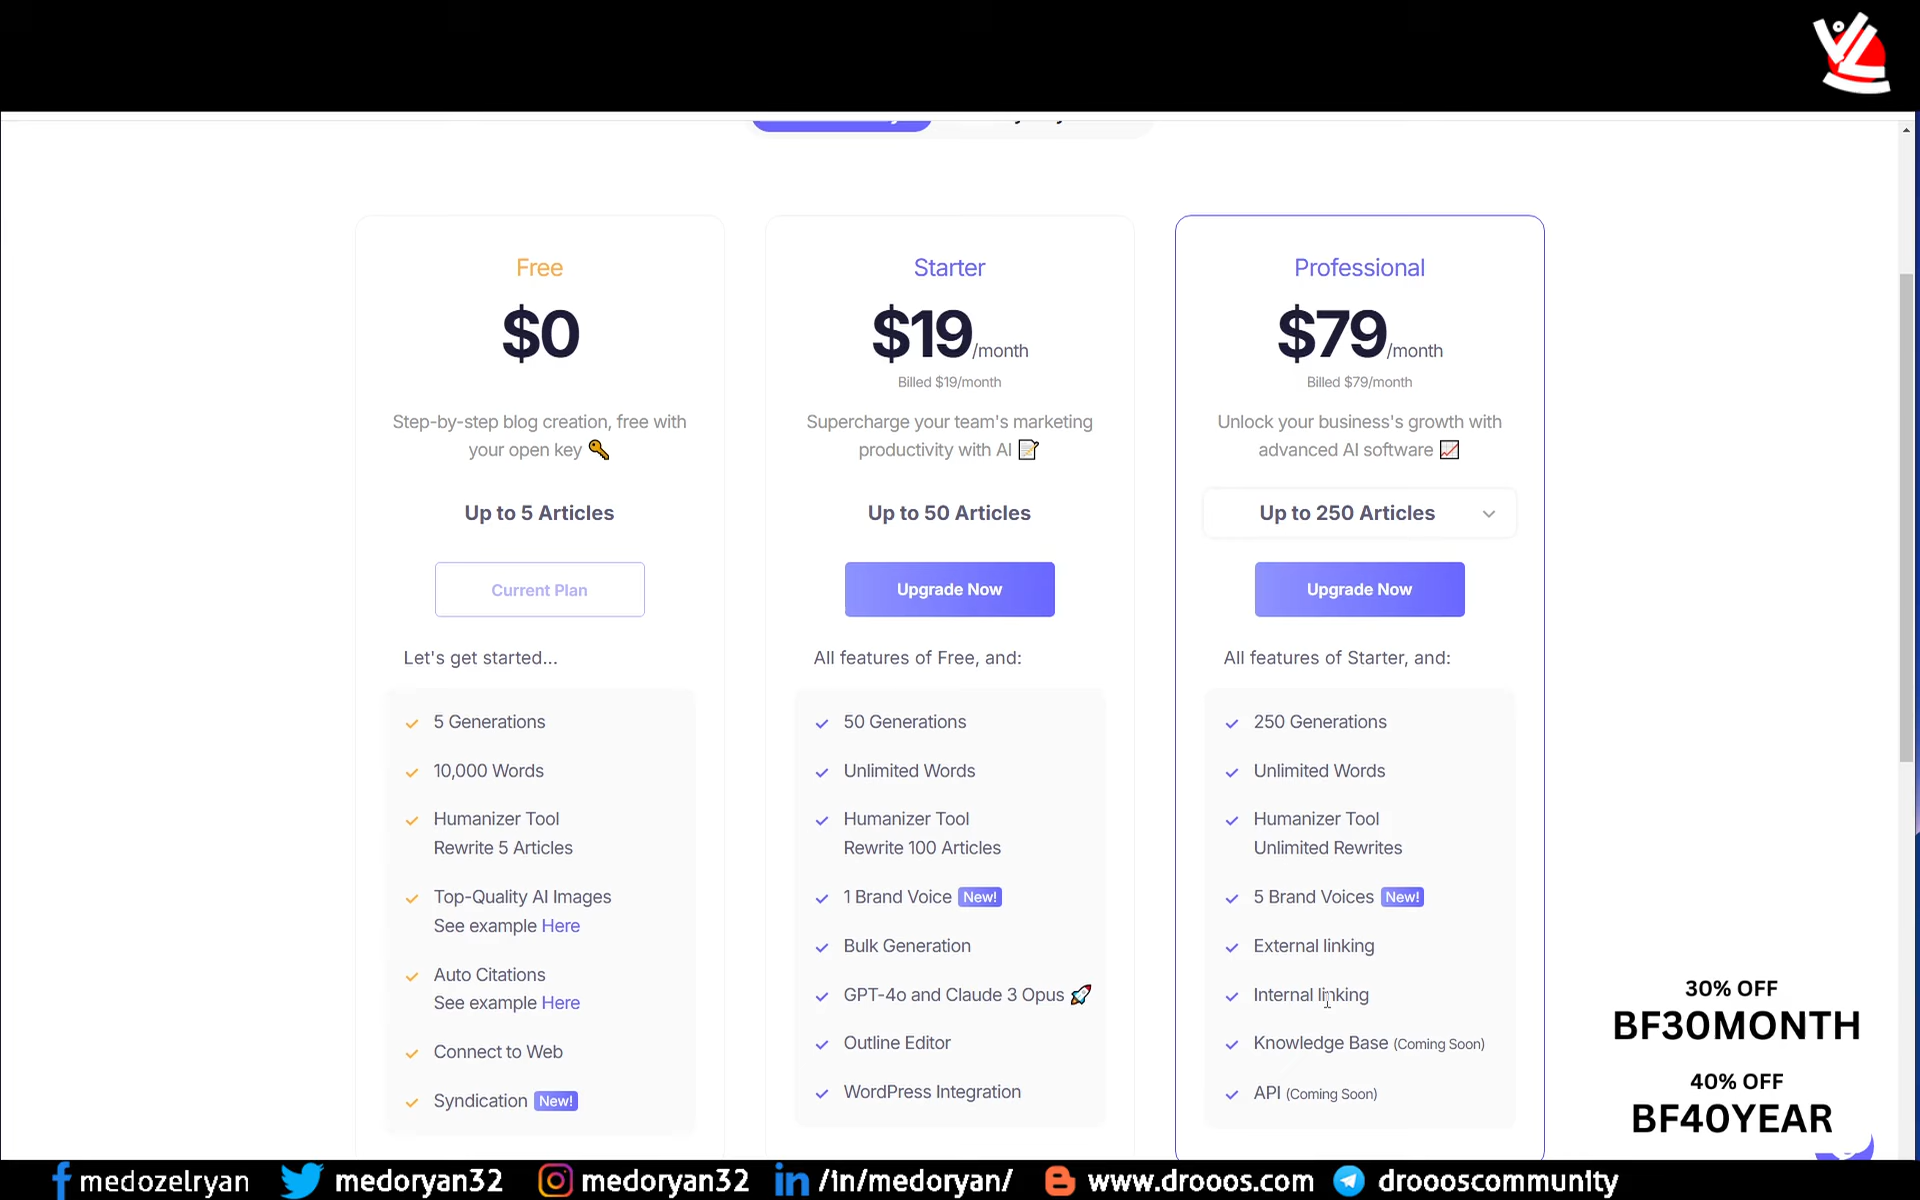 Free
$0
Step-by-step blog creation, free with
your open key
Up to 5 Articles
Current Plan
Let's get started...
5 Generations
10,000 Words
Humanizer Tool
Rewrite 5 Articles
Top-Quality AI Images
See example Here
Auto Citations
See example Here
Connect to Web
Syndication New!
Starter
$19/month
Billed $19/month
Supercharge your team's marketing
productivity with AI
Up to 50 Articles
Upgrade Now
All features of Free, and:
50 Generations
Unlimited Words
Humanizer Tool
Rewrite 100 Articles
1 Brand Voice New!
Bulk Generation
GPT-4o and Claude 3 Opus
Outline Editor
WordPress Integration
Professional
$79/month
Billed $79/month
Unlock your business's growth with
advanced AI software
Up to 250 Articles
Upgrade Now
All features of Starter, and:
250 Generations
Unlimited Words
Humanizer Tool
Unlimited Rewrites
5 Brand Voices New!
External linking
Internal linking
Knowledge Base (Coming Soon)
API (Coming Soon)
30% OFF
BF30MONTH
40% OFF
BF40YEAR
medozelryan medoryan32 medoryan32 /in/medoryan/ www.drooos.com droooscommunity